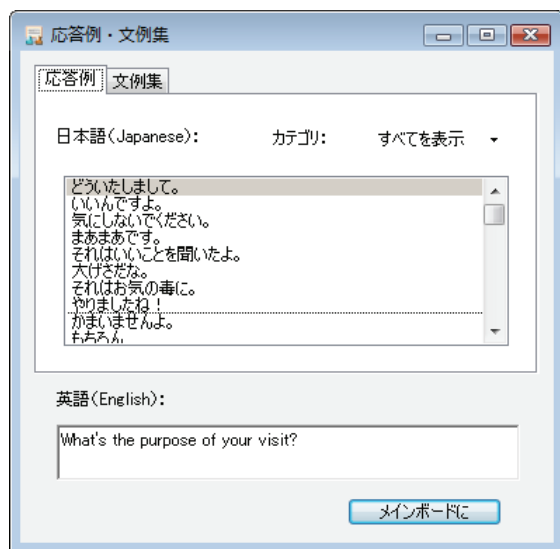 応答例・文例集
応答例 文例集
日本語(Japanese): カテゴリ: すべてを表示
どういたしまして。
いいんですよ。
気にしないでください。
まあまあです。
それはいいことを聞いたよ。
大げさだな。
それはお気の毒に。
やりましたね!
かまいませんよ。
もちろん
英語(English):
What's the purpose of your visit?
メインボードに